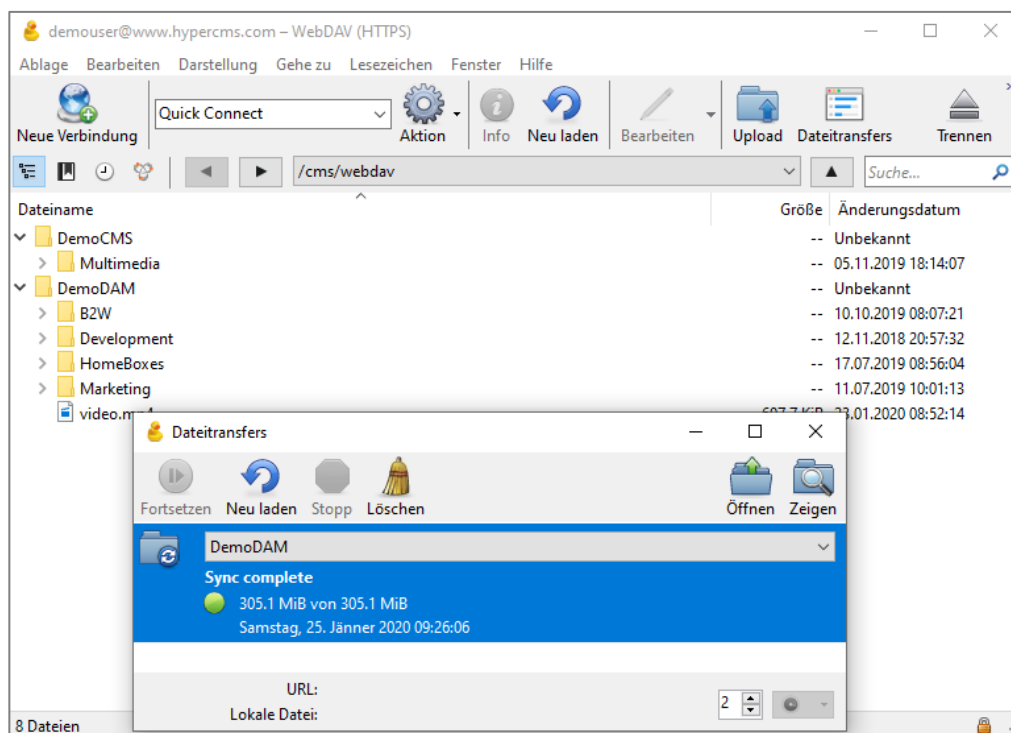 demouser@www.hypercms.com – WebDAV (HTTPS)
Ablage Bearbeiten Darstellung Gehe zu Lesezeichen Fenster Hilfe
Quick Connect
Neue Verbindung Aktion Info Neu laden Bearbeiten Upload Dateitransfers Trennen
/cms/webdav Suche...
Dateiname Größe Änderungsdatum
DemoCMS -- Unbekannt
Multimedia -- 05.11.2019 18:14:07
DemoDAM -- Unbekannt
B2W -- 10.10.2019 08:07:21
Development -- 12.11.2018 20:57:32
HomeBoxes -- 17.07.2019 08:56:04
Marketing -- 11.07.2019 10:01:13
video.mp4 697.7 KiB 23.01.2020 08:52:14
Dateitransfers
Fortsetzen Neu laden Stopp Löschen Öffnen Zeigen
DemoDAM
Sync complete
305.1 MiB von 305.1 MiB
Samstag, 25. Jänner 2020 09:26:06
URL:
2
Lokale Datei:
8 Dateien